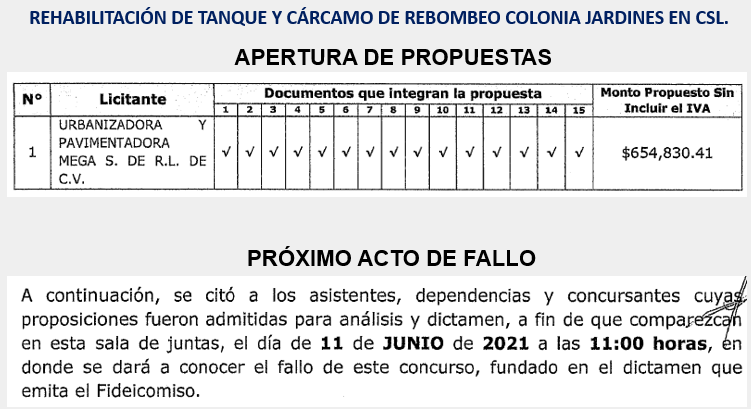 REHABILITACIÓN DE TANQUE Y CÁRCAMO DE REBOMBEO COLONIA JARDINES EN CSL.
APERTURA DE PROPUESTAS
Nº Licitante Documentos que integran la propuesta Monto Propuesto Sin Incluir el IVA
1 2 3 4 5 6 7 8 9 10 11 12 13 14 15
1 URBANIZADORA Y PAVIMENTADORA MEGA S. DE R.L. DE C.V. √ √ √ √ √ √ √ √ √ √ √ √ √ √ √ $654,830.41
PRÓXIMO ACTO DE FALLO
A continuación, se citó a los asistentes, dependencias y concursantes cuyas
proposiciones fueron admitidas para análisis y dictamen, a fin de que comparezcan
en esta sala de juntas, el día de 11 de JUNIO de 2021 a las 11:00 horas, en
donde se dará a conocer el fallo de este concurso, fundado en el dictamen que
emita el Fideicomiso.